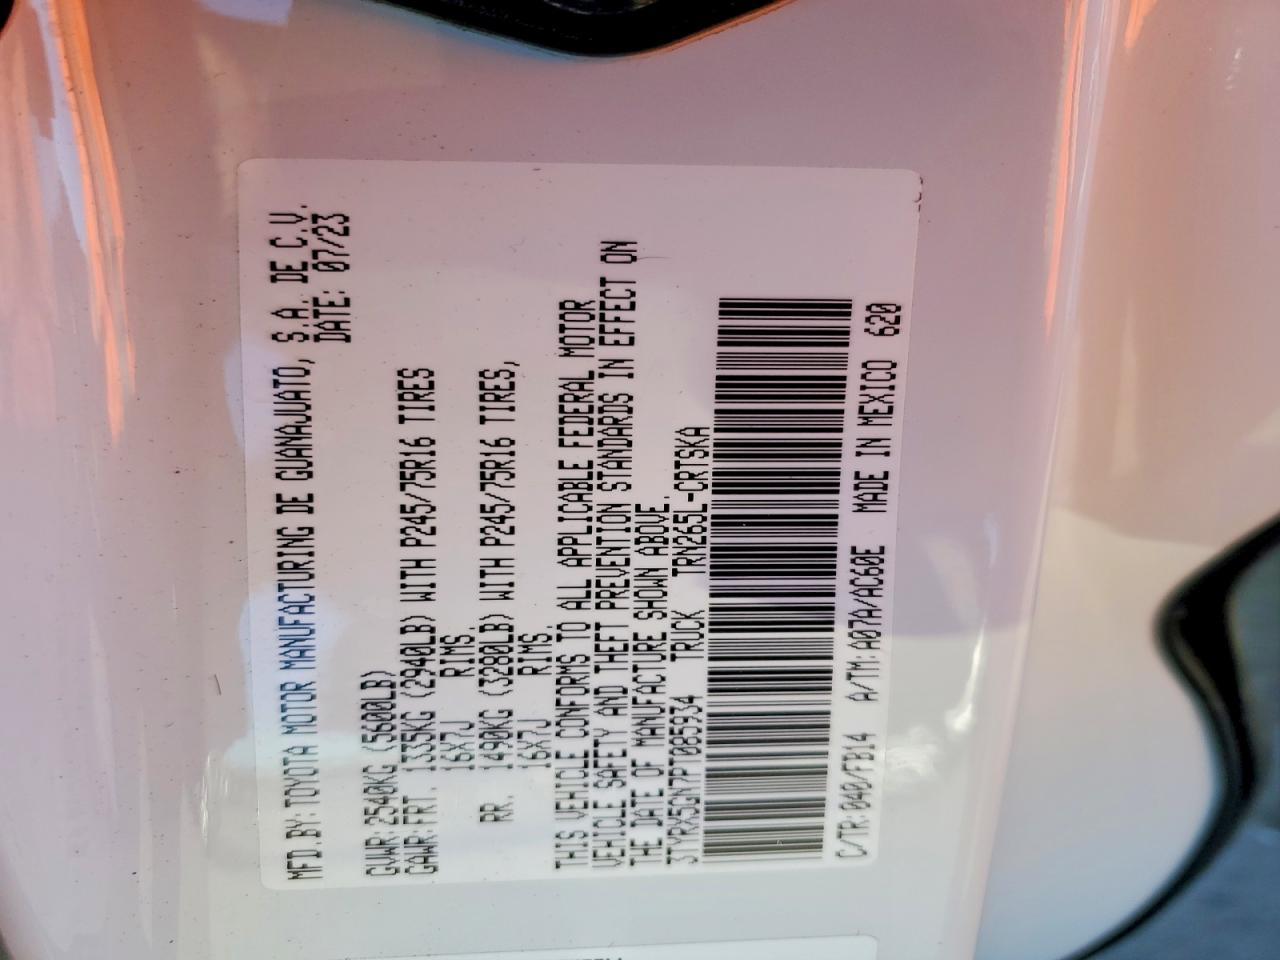 MFD.BY:TOYOTA MOTOR MANUFACTURING DE GUANAJUATO, S.A. DE C.V.
DATE: 07/23
GVWR:2540KG (5600LB)
GAWR:FRT. 1335KG (2940LB) WITH P245/75R16 TIRES
16X7J RIMS,
RR. 1490KG (3280LB) WITH P245/75R16 TIRES,
16X7J RIMS.
THIS VEHICLE CONFORMS TO ALL APPLICABLE FEDERAL MOTOR
VEHICLE SAFETY AND THEFT PREVENTION STANDARDS IN EFFECT ON
THE DATE OF MANUFACTURE SHOWN ABOVE.
3TYRX5GN7PT085934 TRUCK TRN265L-CRTSKA
C/TR:040/FB14 A/TM:A07A/AC60E MADE IN MEXICO 620